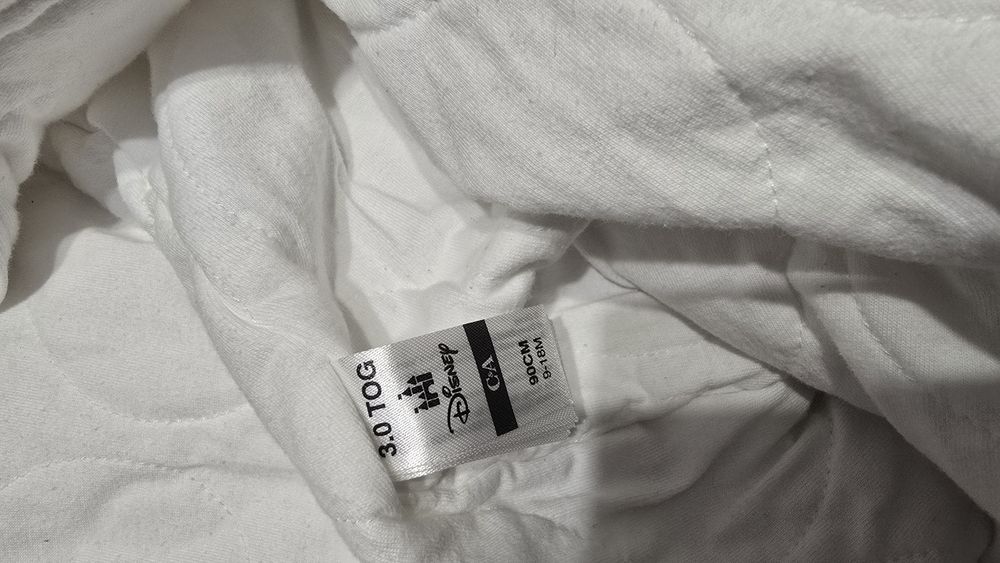 3.0 TOG
Disney
C&A
90CM
9-18M